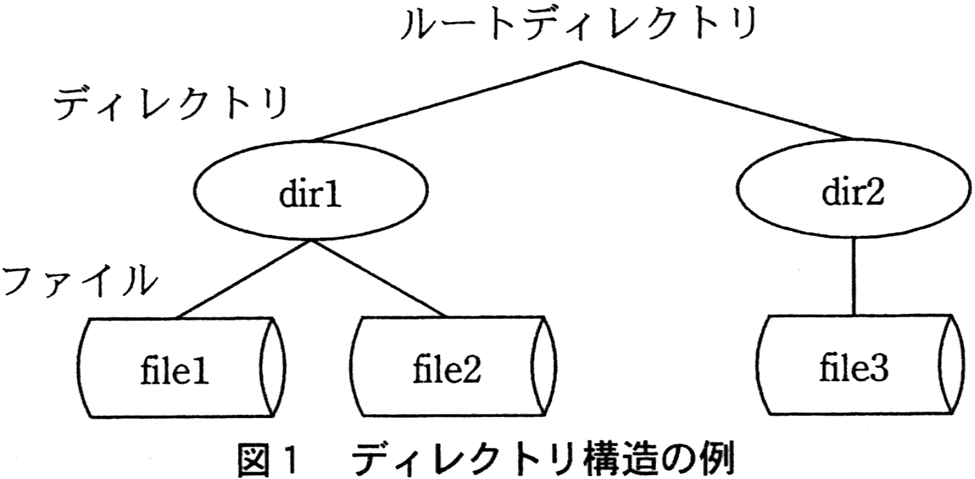 ルートディレクトリ
ディレクトリ
dir1
dir2
ファイル
file1
file2
file3
図1 ディレクトリ構造の例